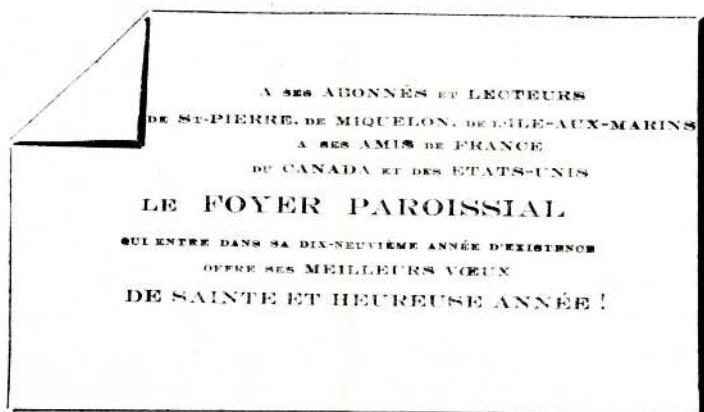 A SES ABONNÉS ET LECTEURS
DE ST-PIERRE, DE MIQUELON, DE L'ILE-AUX-MARINS
A SES AMIS DE FRANCE
DU CANADA ET DES ETATS-UNIS
LE FOYER PAROISSIAL
QUI ENTRE DANS SA DIX-NEUVIÈME ANNÉE D'EXISTENCE
OFFRE SES MEILLEURS VŒUX
DE SAINTE ET HEUREUSE ANNÉE !